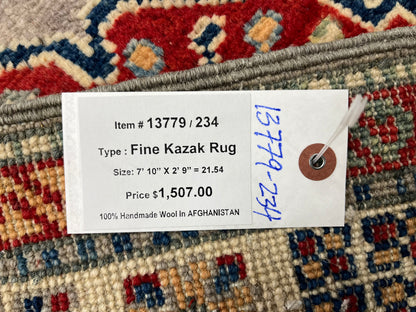 Item # 13779 / 234
Type : Fine Kazak Rug
Size: 7' 10" X 2' 9" = 21.54
Price $1,507.00
100% Handmade Wool In AFGHANISTAN
13779-234